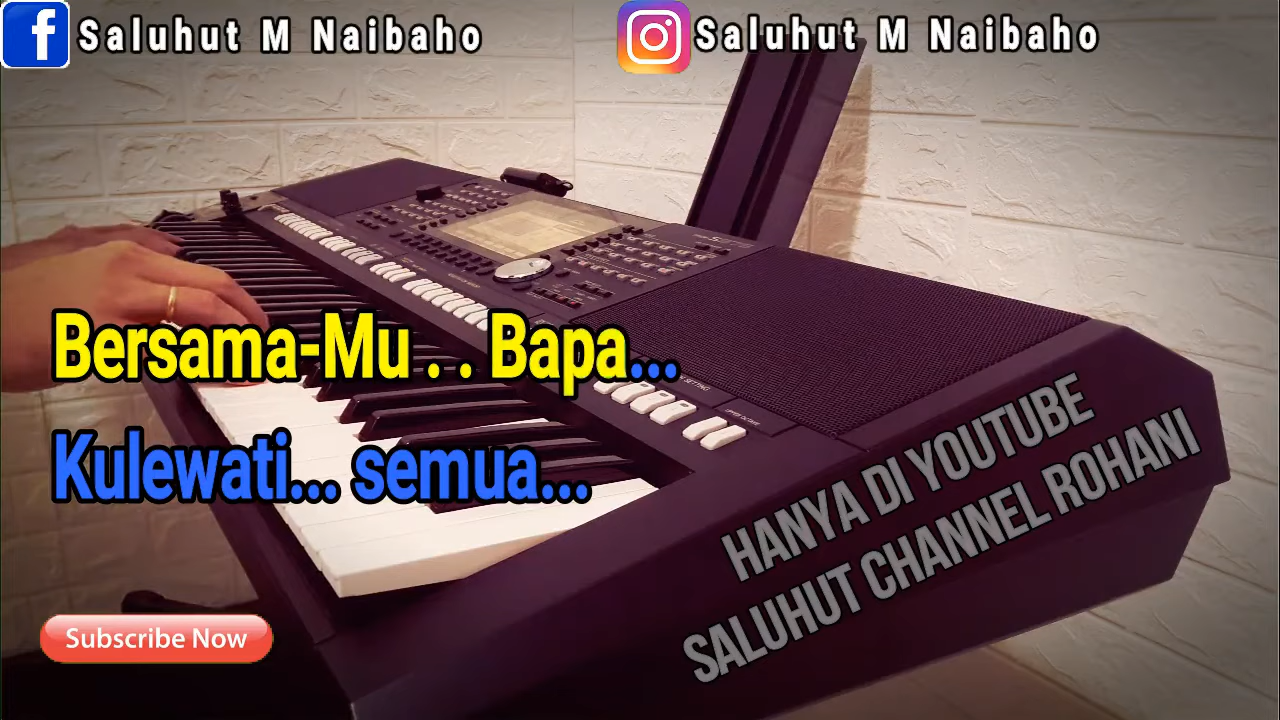 Saluhut M Naibaho
Saluhut M Naibaho
Bersama-Mu . . Bapa...
Kulewati... semua...
HANYA DI YOUTUBE
SALUHUT CHANNEL ROHANI
Subscribe Now